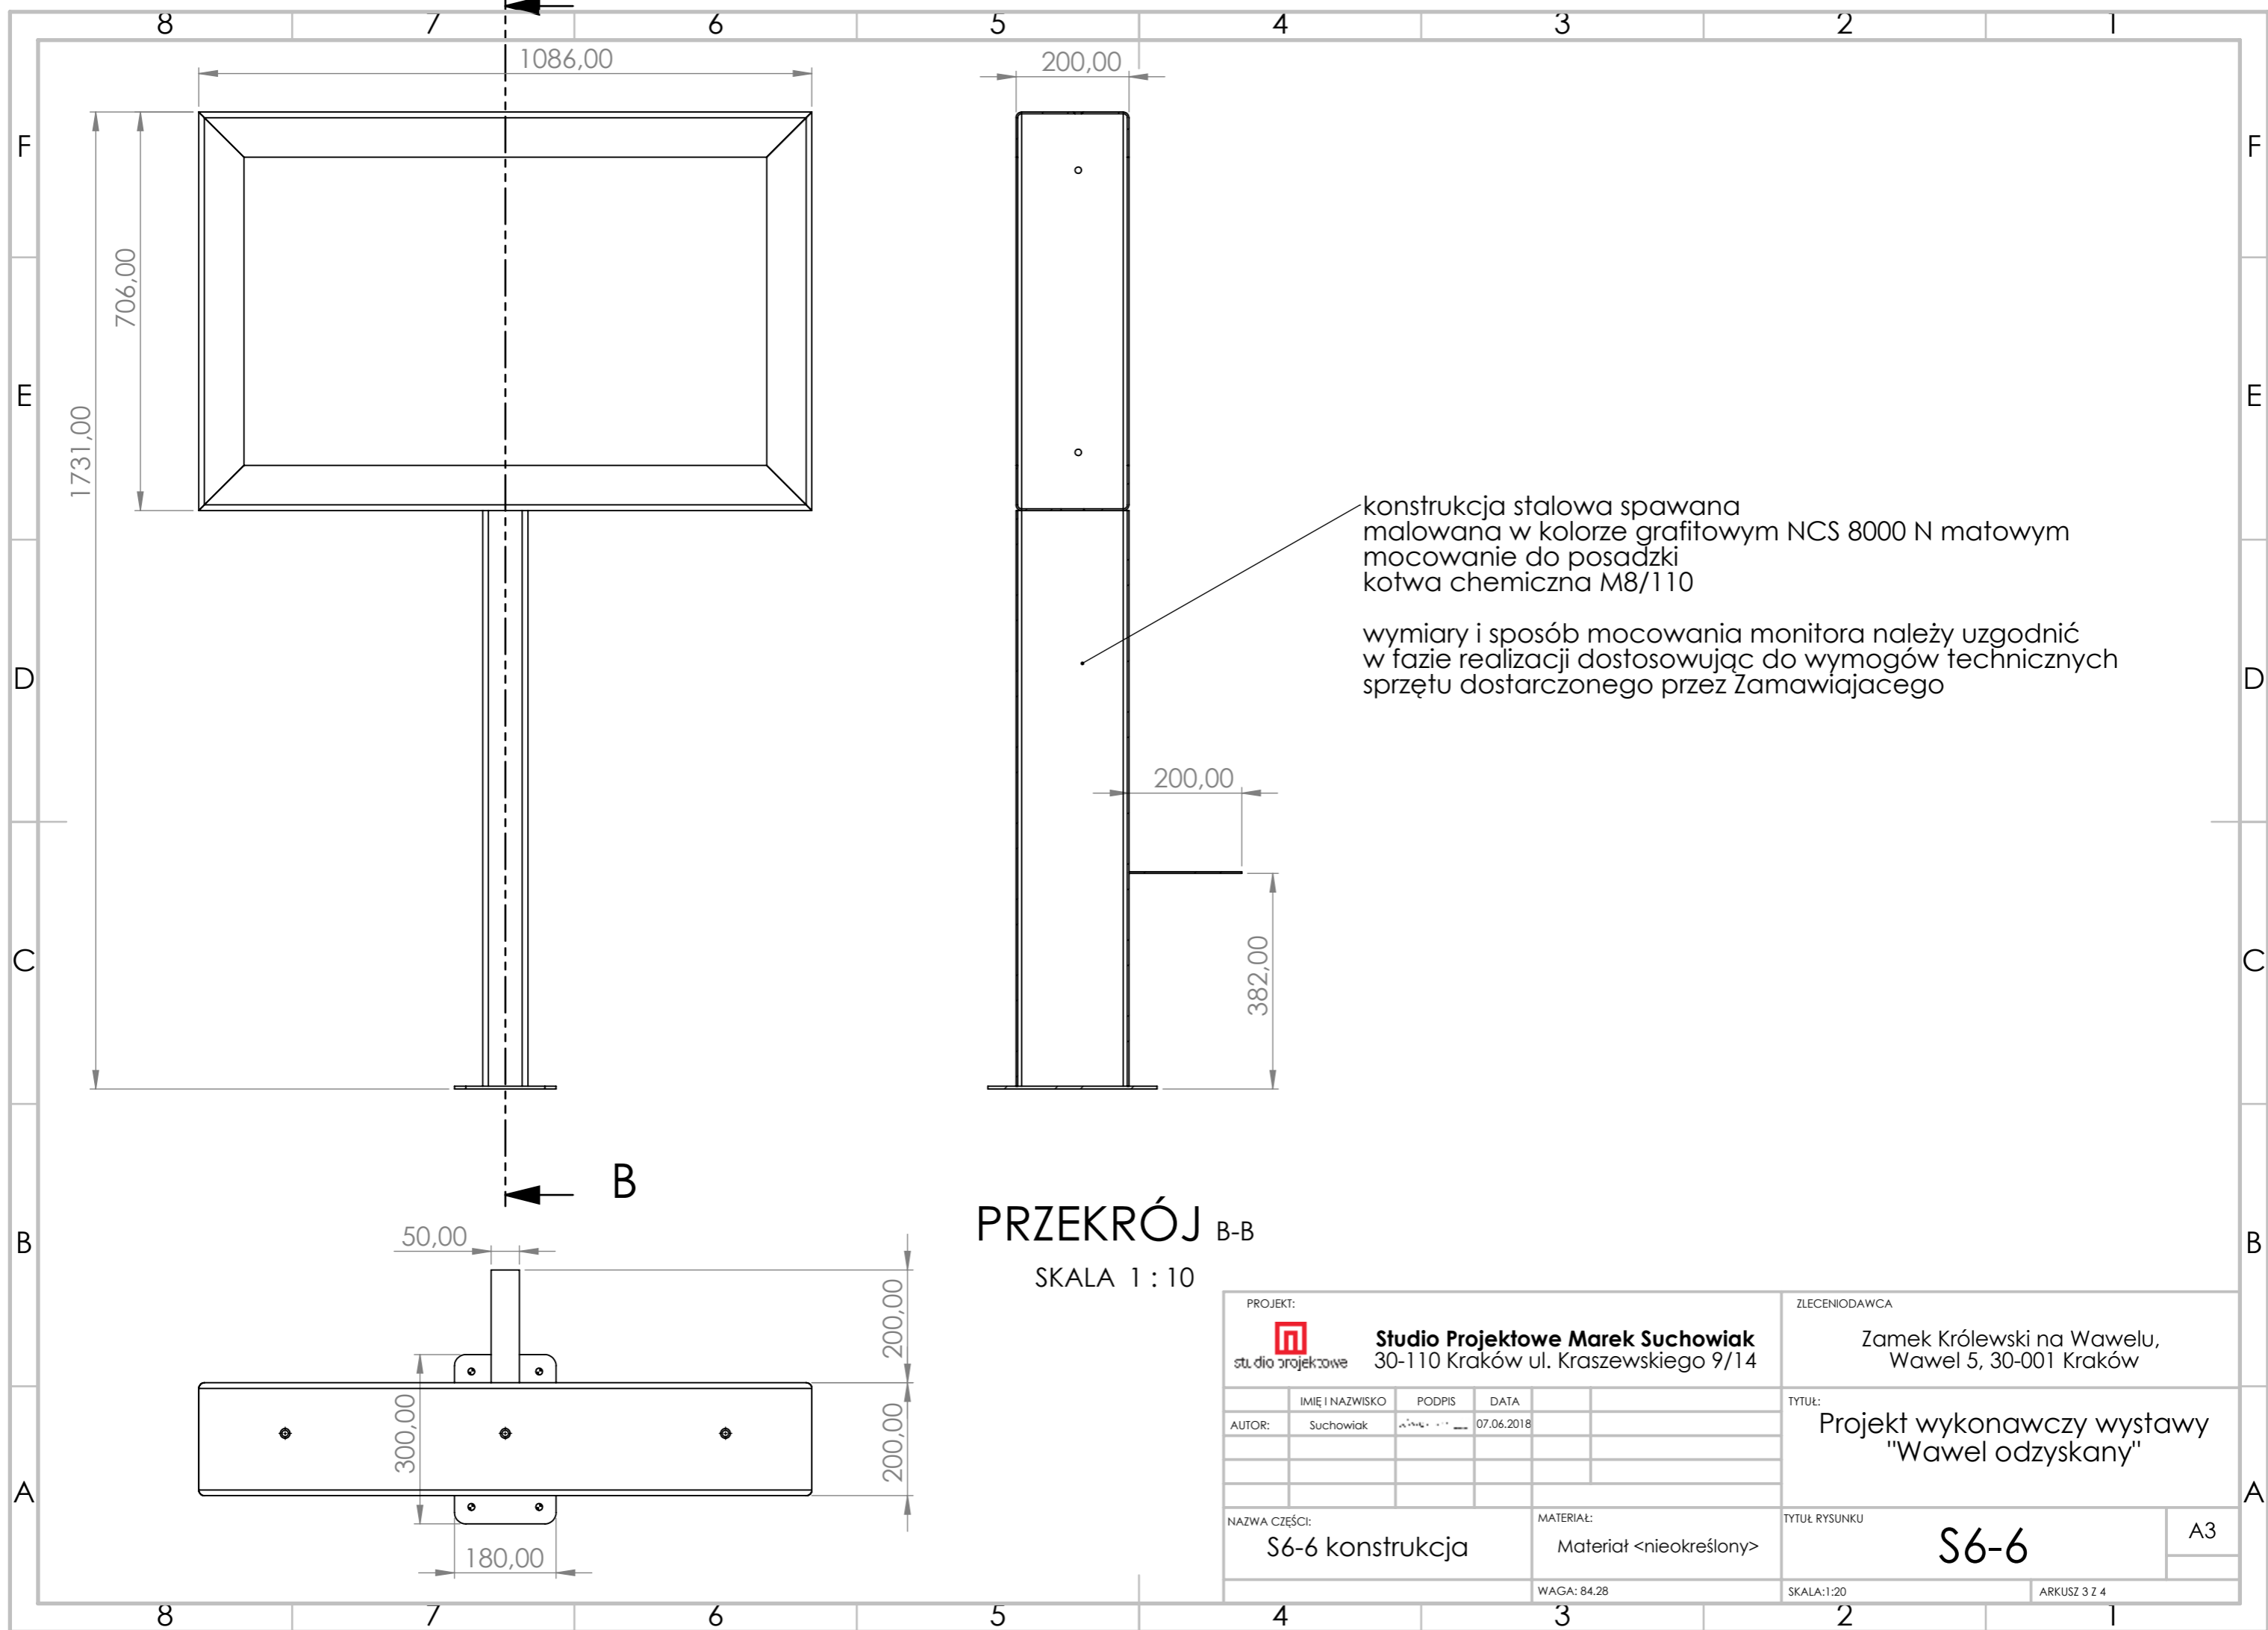 8 7 6 5 4 3 2 1
1086,00
200,00
F F
706,00
E E
1731,00
konstrukcja stalowa spawana
malowana w kolorze grafitowym NCS 8000 N matowym
mocowanie do posadzki
kotwa chemiczna M8/110
wymiary i sposób mocowania monitora należy uzgodnić
w fazie realizacji dostosowując do wymogów technicznych
sprzętu dostarczonego przez Zamawiajacego
D D
200,00
C C
382,00
B
PRZEKRÓJ B-B
SKALA 1 : 10
B B
50,00
200,00
300,00
200,00
180,00
A A
PROJEKT:
studio projektowe
Studio Projektowe Marek Suchowiak
30-110 Kraków ul. Kraszewskiego 9/14
ZLECENIODAWCA
Zamek Królewski na Wawelu,
Wawel 5, 30-001 Kraków
IMIĘ I NAZWISKO PODPIS DATA
AUTOR: Suchowiak 07.06.2018
TYTUŁ:
Projekt wykonawczy wystawy
"Wawel odzyskany"
NAZWA CZĘŚCI:
S6-6 konstrukcja
MATERIAŁ:
Materiał <nieokreślony>
TYTUŁ RYSUNKU
S6-6
A3
WAGA: 84.28
SKALA:1:20
ARKUSZ 3 Z 4
8 7 6 5 4 3 2 1